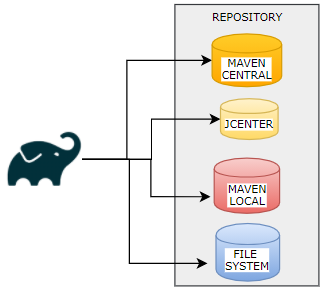 REPOSITORY
MAVEN
CENTRAL
JCENTER
MAVEN
LOCAL
FILE
SYSTEM